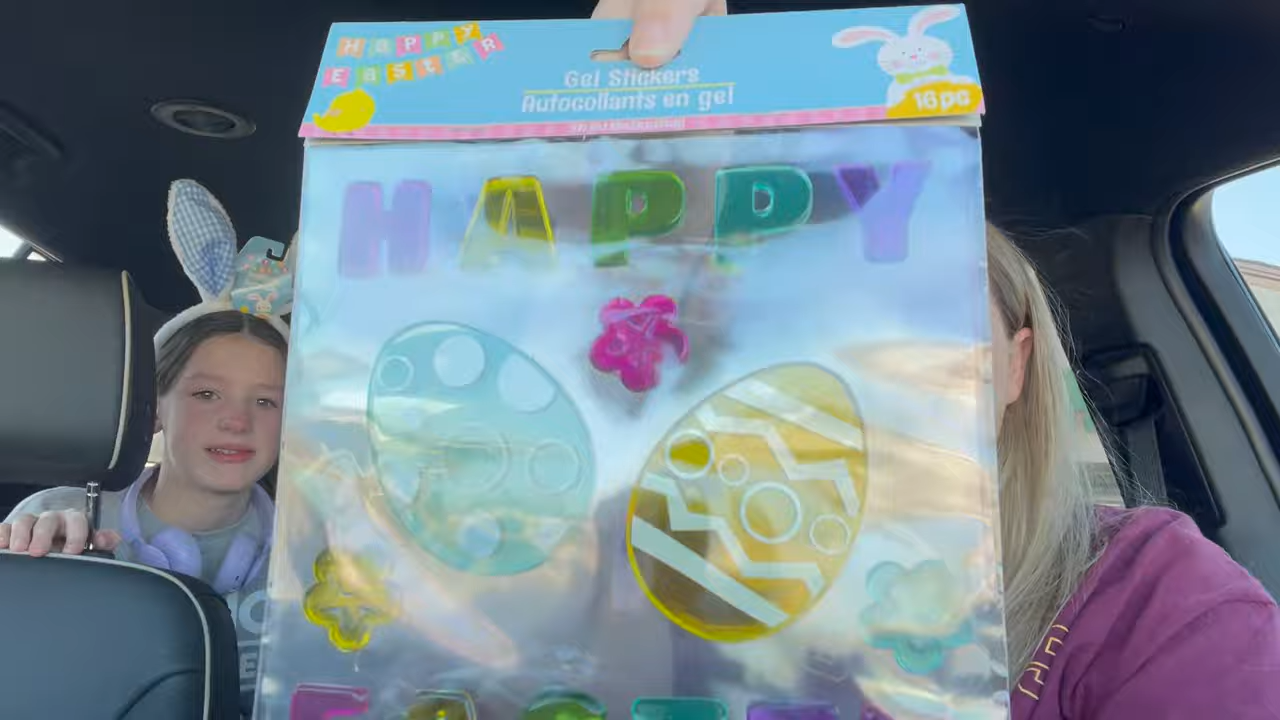 HAPPY
EASTER
Gel Stickers
Autocollants en gel
16pc
HAPPY